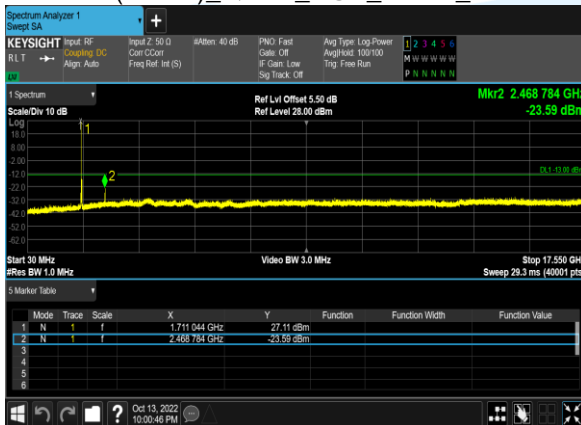 Spectrum Analyzer 1
Swept SA
+
KEYSIGHT Input: RF Input Z: 50 Ω #Atten: 40 dB PNO: Fast Avg Type: Log-Power 1 2 3 4 5 6
RLT Coupling: DC Corr CCorr Gate: Off Avg|Hold: 100/100 M W W W W W
Align: Auto Freq Ref: Int (S) IF Gain: Low Trig: Free Run
Sig Track: Off P N N N N N
LW
1 Spectrum
Ref Lvl Offset 5.50 dB Mkr2 2.468 784 GHz
Scale/Div 10 dB Ref Level 28.00 dBm -23.59 dBm
Log
18.0 1
8.00
-2.00
-12.0 2 DL1 -13.00 dBm
-22.0
-32.0
-42.0
-52.0
-62.0
Start 30 MHz Video BW 3.0 MHz Stop 17.550 GH
#Res BW 1.0 MHz Sweep 29.3 ms (40001 pts
5 Marker Table
Mode Trace Scale X Y Function Function Width Function Value
1 N 1 f 1.711 044 GHz 27.11 dBm
2 N 1 f 2.468 784 GHz -23.59 dBm
3
4
5
6
? Oct 13, 2022
10:00:46 PM